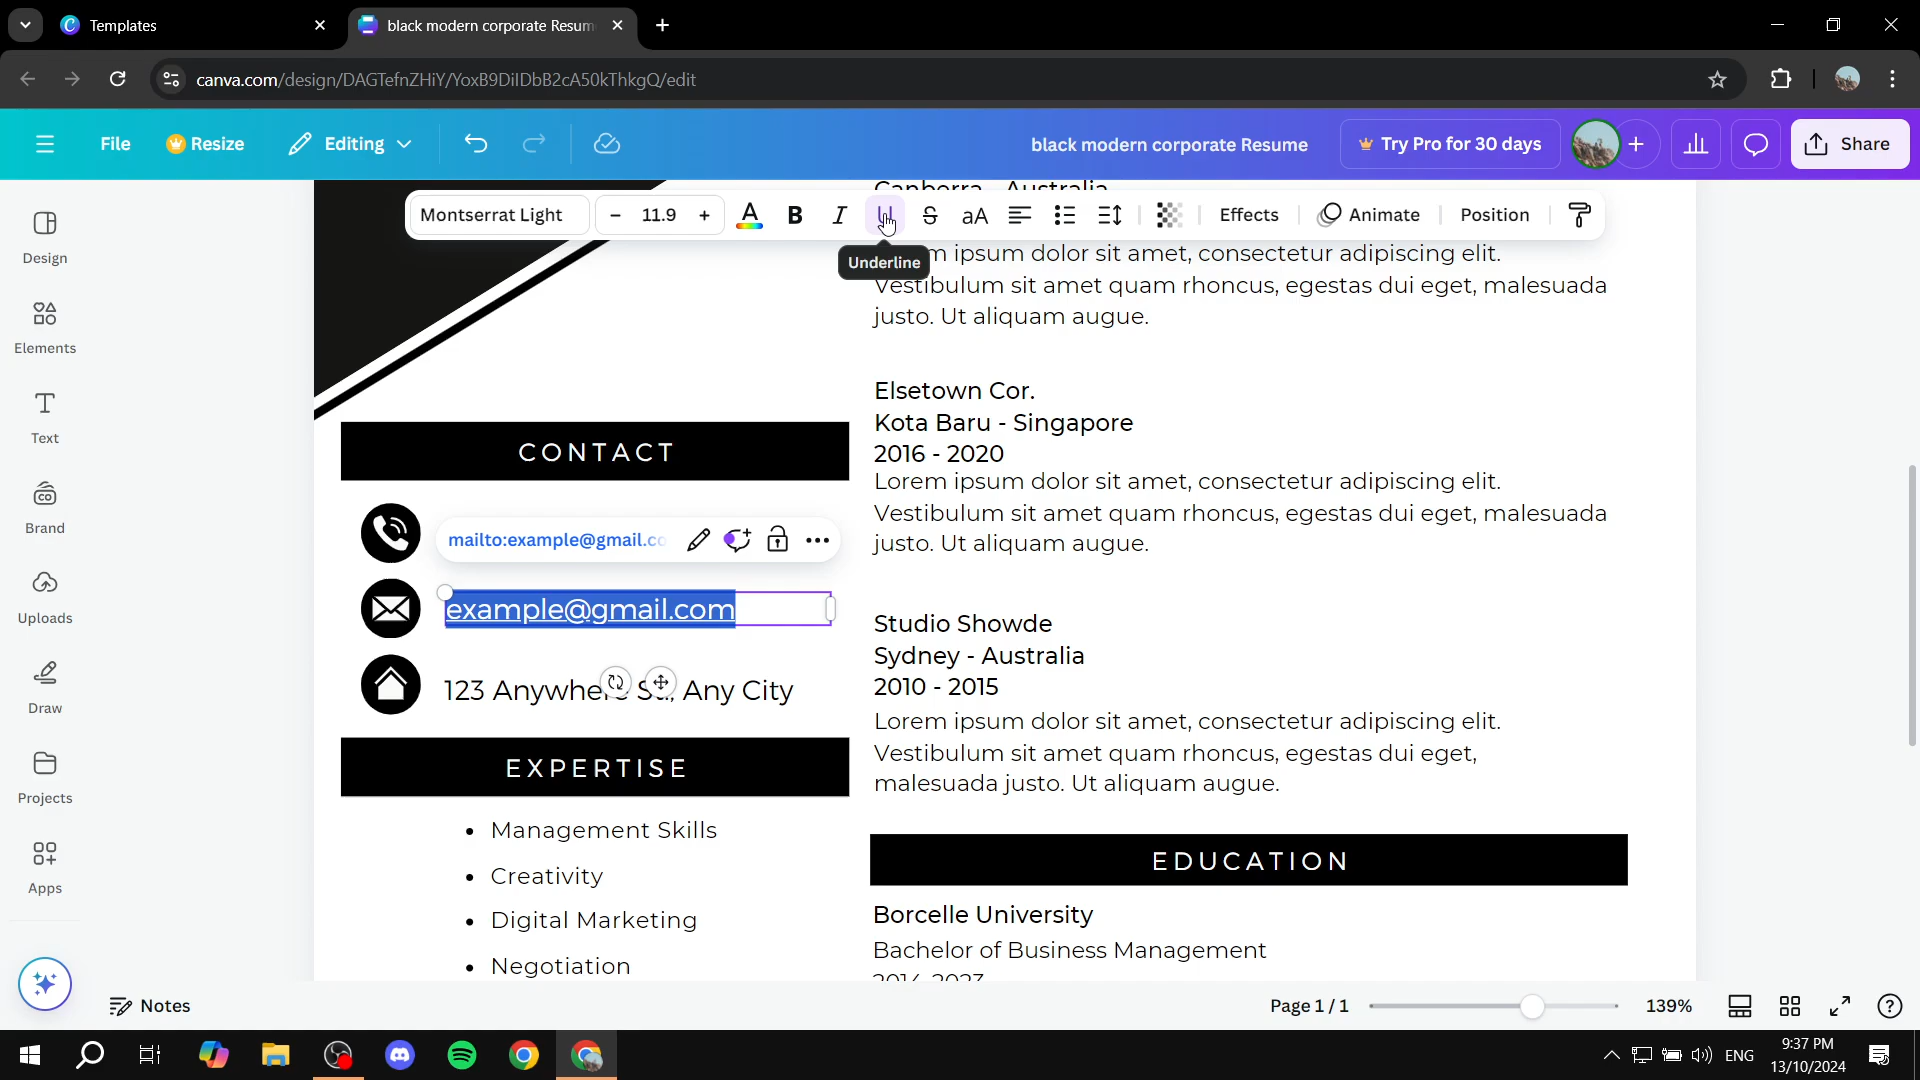 Templates
black modern corporate Resum
canva.com/design/DAGTefnZHiY/YoxB9DiIDbB2cA50kThkgQ/edit
File
Resize
Editing
black modern corporate Resume
Try Pro for 30 days
Share
Montserrat Light
- 11.9 +
A
B
I
U
S
aA
Effects
Animate
Position
Underline
Design
Elements
Text
Brand
Uploads
Draw
Projects
Apps
CONTACT
mailto:example@gmail.co
example@gmail.com
123 Anywhere St., Any City
EXPERTISE
• Management Skills
• Creativity
• Digital Marketing
• Negotiation
Canberra - Australia
ipsum dolor sit amet, consectetur adipiscing elit.
Vestibulum sit amet quam rhoncus, egestas dui eget, malesuada
justo. Ut aliquam augue.
Elsetown Cor.
Kota Baru - Singapore
2016 - 2020
Lorem ipsum dolor sit amet, consectetur adipiscing elit.
Vestibulum sit amet quam rhoncus, egestas dui eget, malesuada
justo. Ut aliquam augue.
Studio Showde
Sydney - Australia
2010 - 2015
Lorem ipsum dolor sit amet, consectetur adipiscing elit.
Vestibulum sit amet quam rhoncus, egestas dui eget,
malesuada justo. Ut aliquam augue.
EDUCATION
Borcelle University
Bachelor of Business Management
Notes
Page 1 / 1
139%
ENG
9:37 PM
13/10/2024